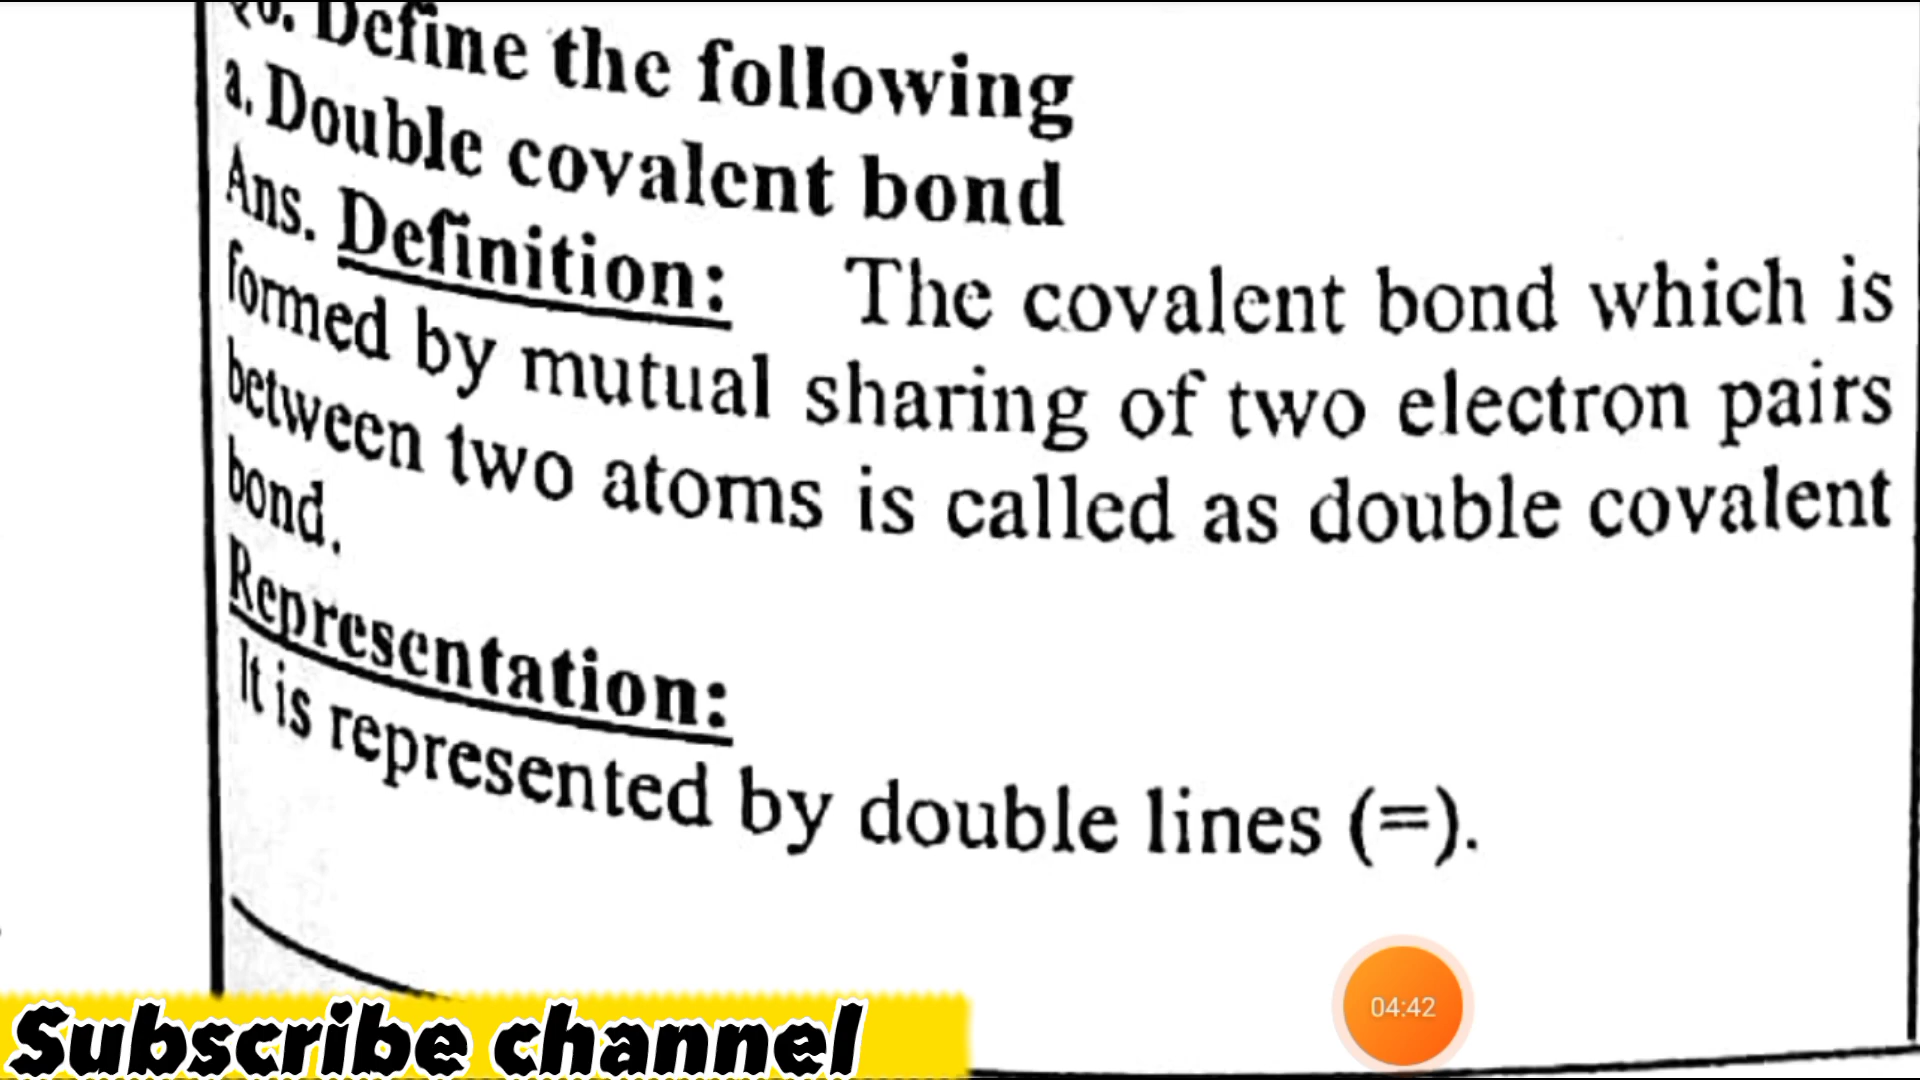 Define the following
a. Double covalent bond
Ans. Definition: The covalent bond which is
formed by mutual sharing of two electron pairs
between two atoms is called as double covalent
bond.
Representation:
It is represented by double lines (=).
04:42
Subscribe channel